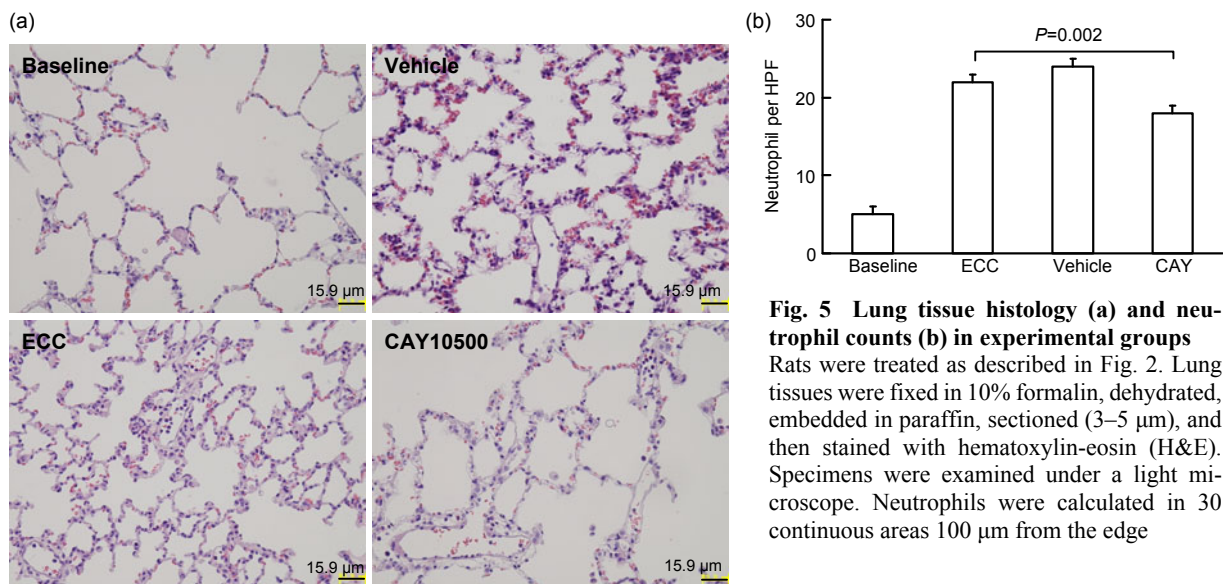 (a)
Baseline
15.9 µm
Vehicle
15.9 µm
ECC
15.9 µm
CAY10500
15.9 µm
(b)
P=0.002
Neutrophil per HPF
30
20
10
0
Baseline ECC Vehicle CAY
Fig. 5 Lung tissue histology (a) and neu-
trophil counts (b) in experimental groups
Rats were treated as described in Fig. 2. Lung
tissues were fixed in 10% formalin, dehydrated,
embedded in paraffin, sectioned (3–5 µm), and
then stained with hematoxylin-eosin (H&E).
Specimens were examined under a light mi-
croscope. Neutrophils were calculated in 30
continuous areas 100 µm from the edge